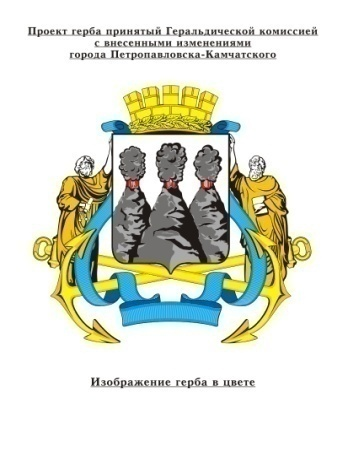 Проект герба принятый Геральдической комиссией
с внесенными изменениями
города Петропавловска-Камчатского
Изображение герба в цвете